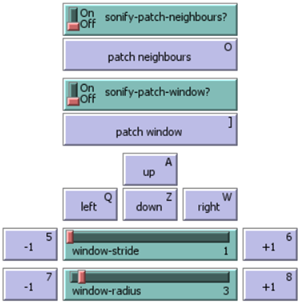 On
Off
sonify-patch-neighbours?
O
patch neighbours
On
Off
sonify-patch-window?
]
patch window
A
up
Q
left
Z
down
W
right
5
-1
window-stride 1
6
+1
7
-1
window-radius 3
8
+1